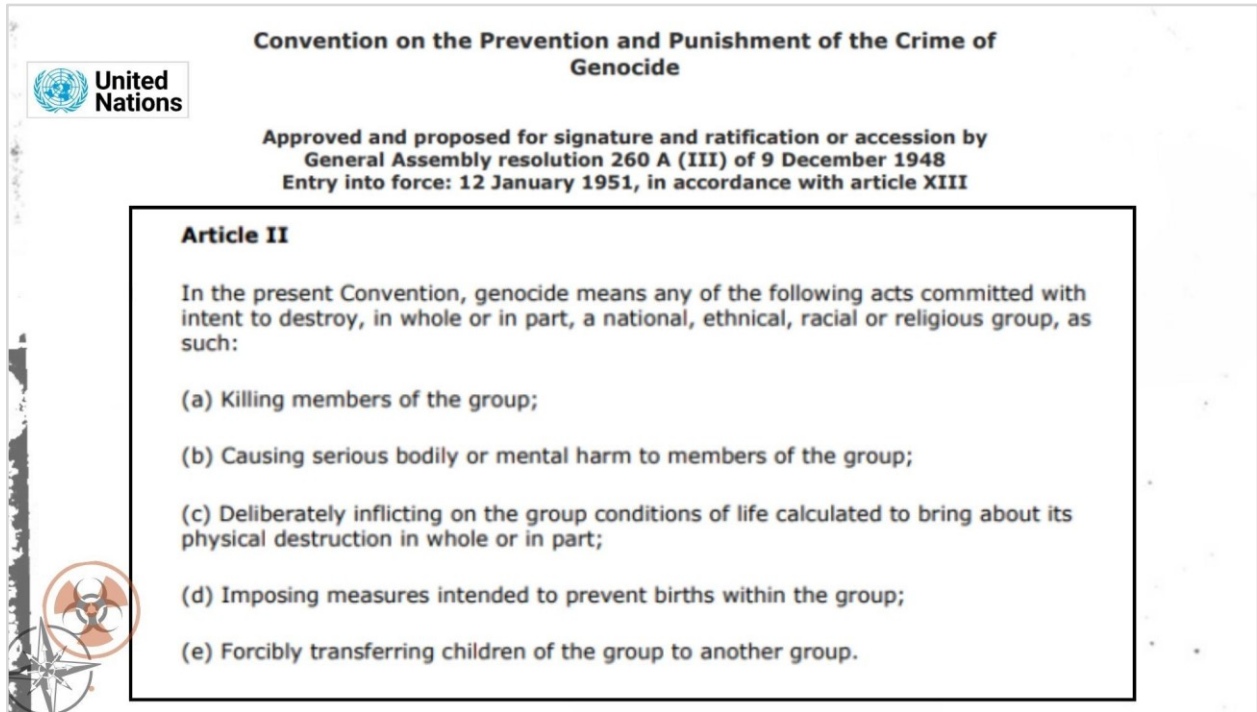 Convention on the Prevention and Punishment of the Crime of
Genocide
United
Nations
Approved and proposed for signature and ratification or accession by
General Assembly resolution 260 A (III) of 9 December 1948
Entry into force: 12 January 1951, in accordance with article XIII
Article II
In the present Convention, genocide means any of the following acts committed with
intent to destroy, in whole or in part, a national, ethnical, racial or religious group, as
such:
(a) Killing members of the group;
(b) Causing serious bodily or mental harm to members of the group;
(c) Deliberately inflicting on the group conditions of life calculated to bring about its
physical destruction in whole or in part;
(d) Imposing measures intended to prevent births within the group;
(e) Forcibly transferring children of the group to another group.